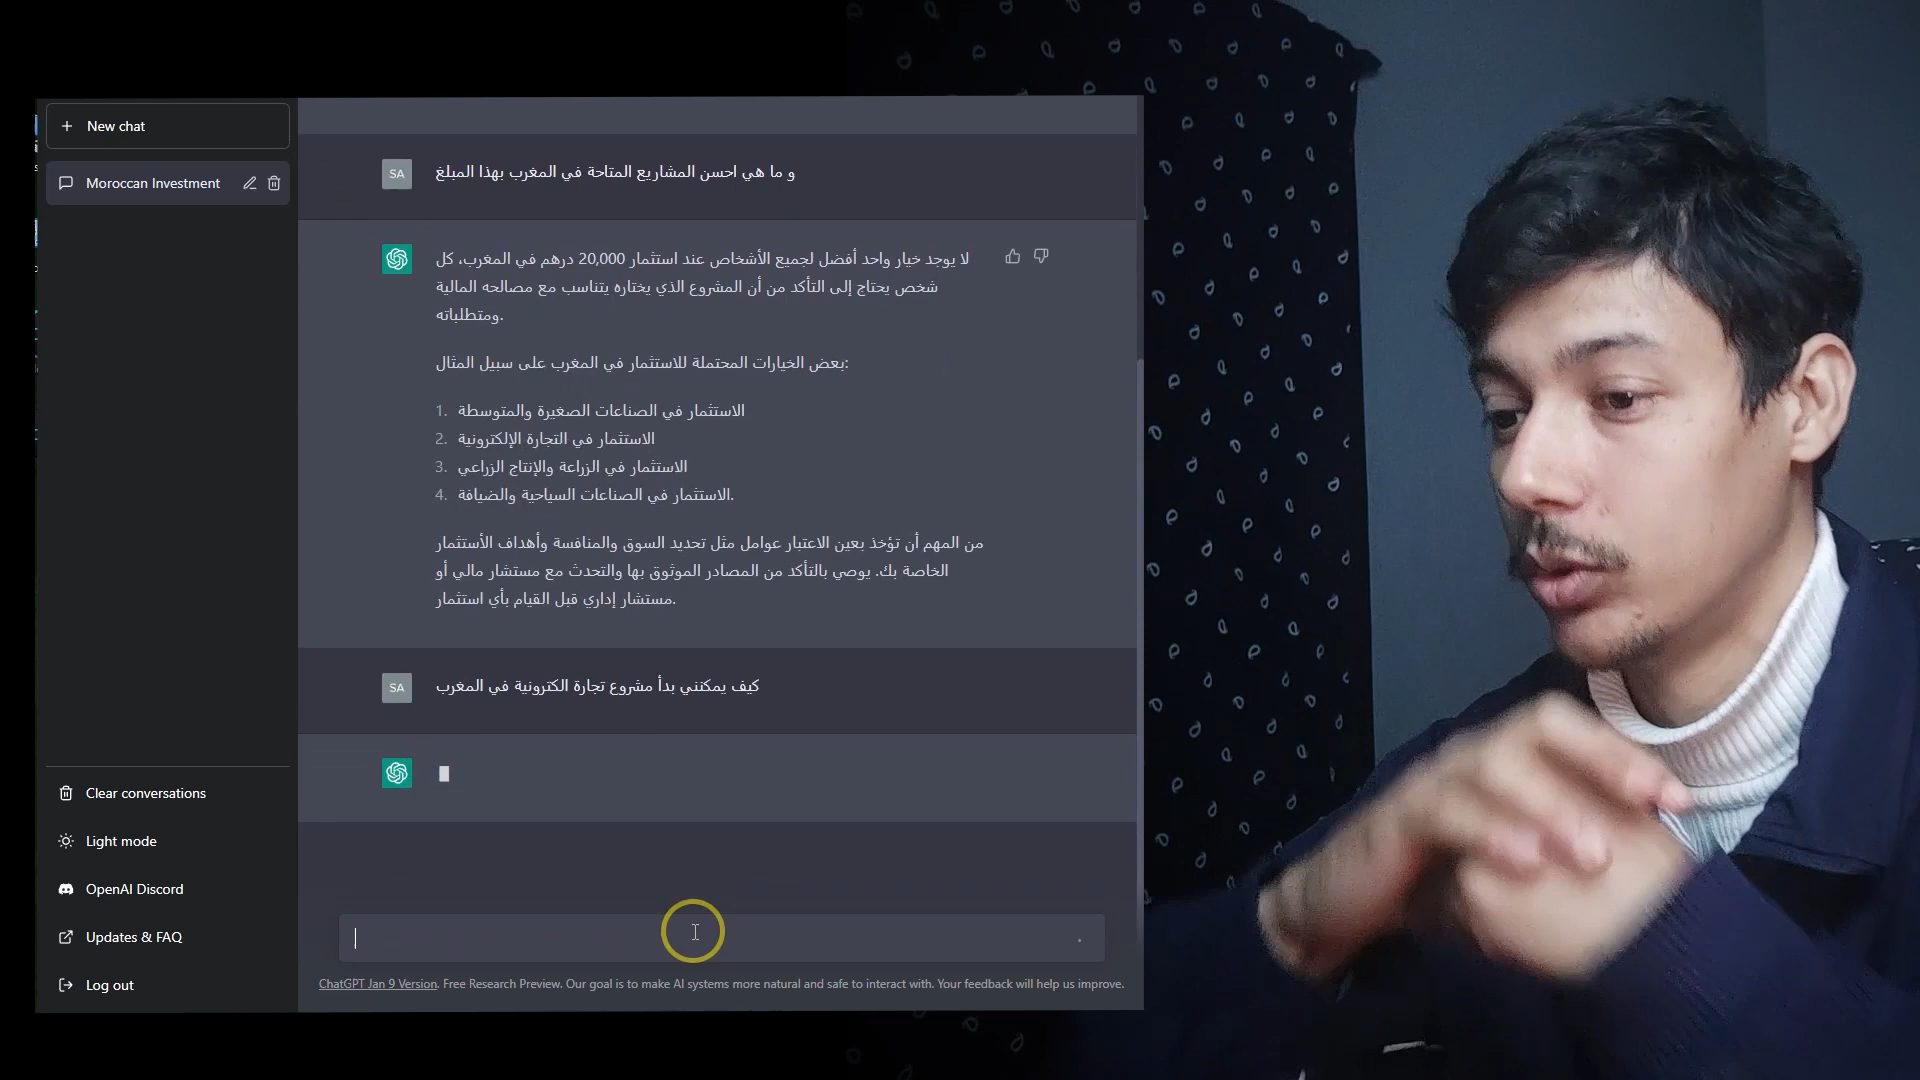 New chat
Moroccan Investment
SA
و ما هي احسن المشاريع المتاحة في المغرب بهذا المبلغ
لا يوجد خيار واحد أفضل لجميع الأشخاص عند استثمار 20,000 درهم في المغرب، كل
شخص يحتاج إلى التأكد من أن المشروع الذي يختاره يتناسب مع مصالحه المالية
ومتطلباته.
بعض الخيارات المحتملة للاستثمار في المغرب على سبيل المثال:
1. الاستثمار في الصناعات الصغيرة والمتوسطة
2. الاستثمار في التجارة الإلكترونية
3. الاستثمار في الزراعة والإنتاج الزراعي
4. الاستثمار في الصناعات السياحية والضيافة.
من المهم أن تؤخذ بعين الاعتبار عوامل مثل تحديد السوق والمنافسة وأهداف الأستثمار
الخاصة بك. يوصي بالتأكد من المصادر الموثوق بها والتحدث مع مستشار مالي أو
مستشار إداري قبل القيام بأي استثمار.
SA
كيف يمكنني بدأ مشروع تجارة الكترونية في المغرب
Clear conversations
Light mode
OpenAI Discord
Updates & FAQ
Log out
ChatGPT Jan 9 Version. Free Research Preview. Our goal is to make AI systems more natural and safe to interact with. Your feedback will help us improve.